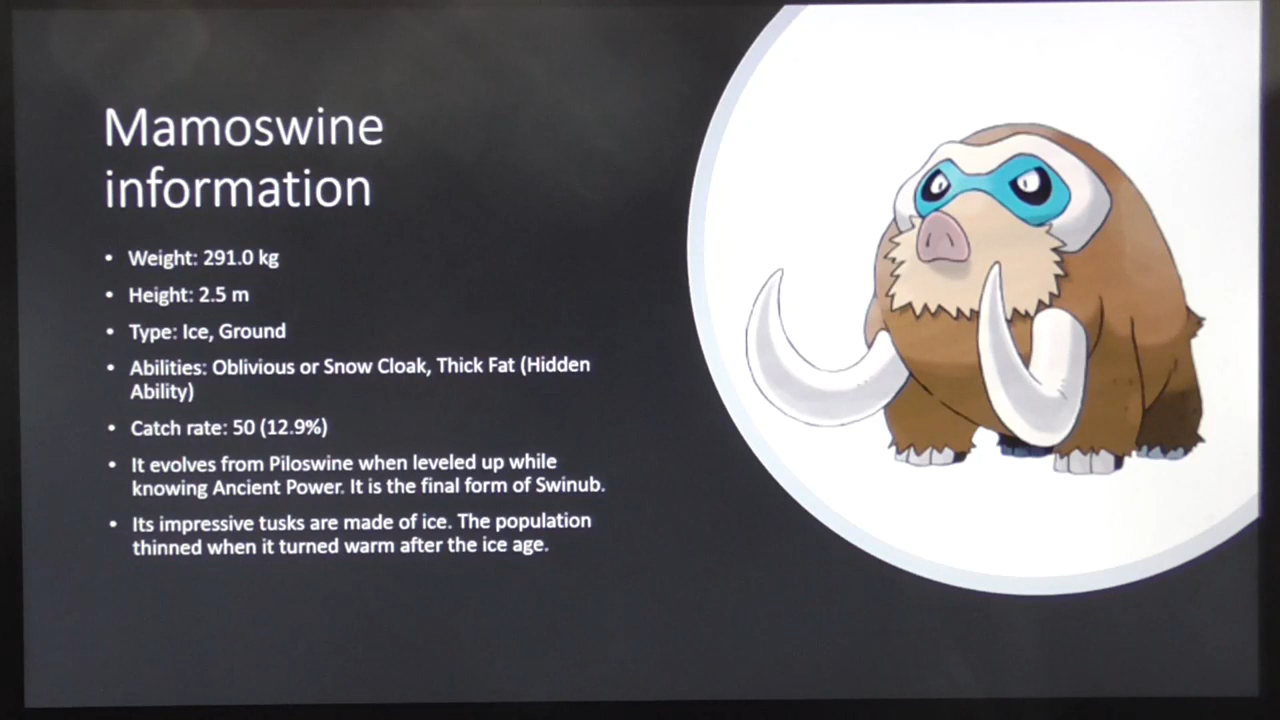 Mamoswine
information
• Weight: 291.0 kg
• Height: 2.5 m
• Type: Ice, Ground
• Abilities: Oblivious or Snow Cloak, Thick Fat (Hidden
Ability)
• Catch rate: 50 (12.9%)
• It evolves from Piloswine when leveled up while
knowing Ancient Power. It is the final form of Swinub.
• Its impressive tusks are made of ice. The population
thinned when it turned warm after the ice age.